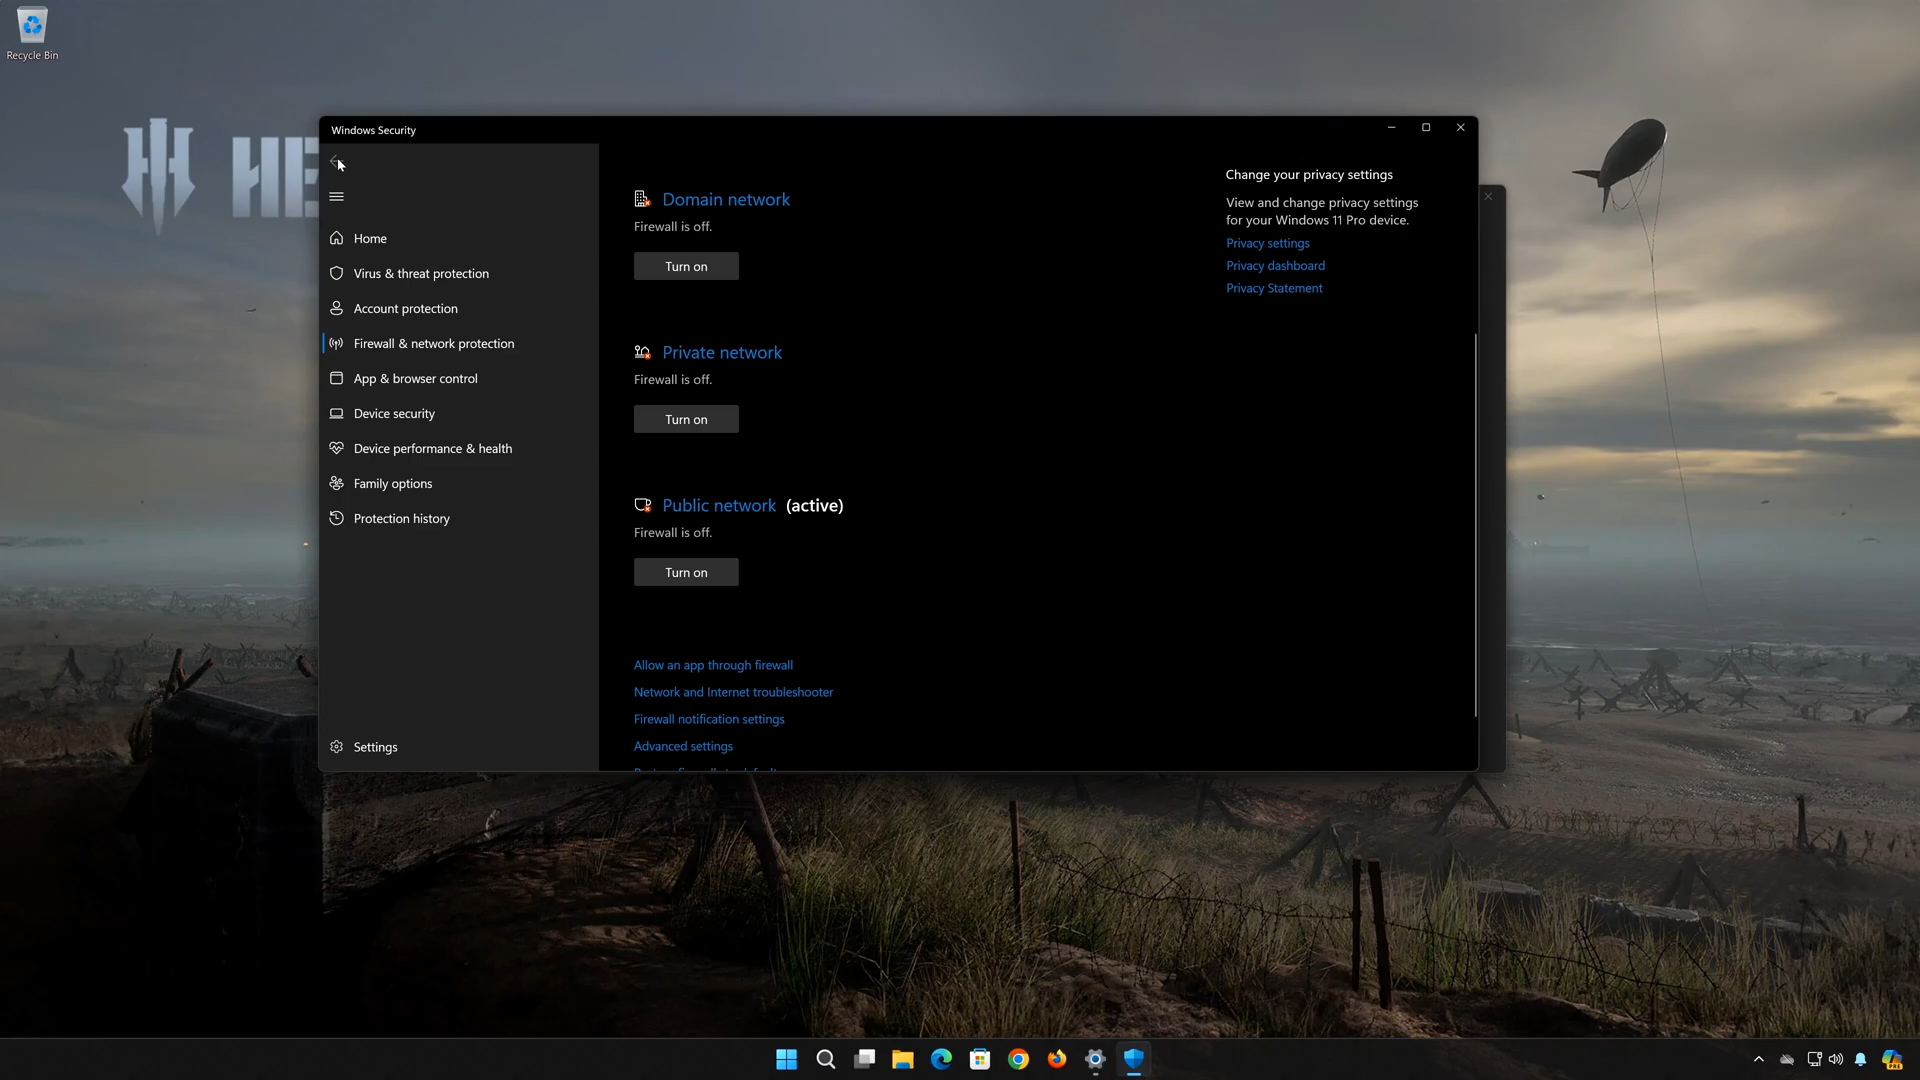 Recycle Bin
HE
Windows Security
Home
Virus & threat protection
Account protection
Firewall & network protection
App & browser control
Device security
Device performance & health
Family options
Protection history
Settings
Domain network
Firewall is off.
Turn on
Private network
Firewall is off.
Turn on
Public network (active)
Firewall is off.
Turn on
Allow an app through firewall
Network and Internet troubleshooter
Firewall notification settings
Advanced settings
Change your privacy settings
View and change privacy settings
for your Windows 11 Pro device.
Privacy settings
Privacy dashboard
Privacy Statement
PRE